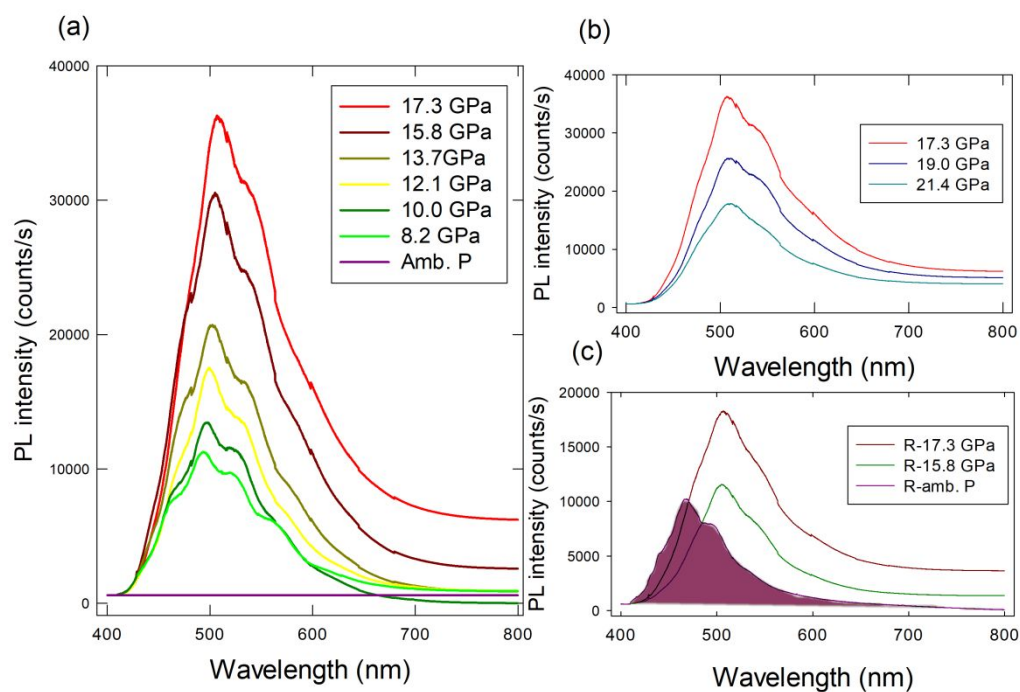 (a)
PL intensity (counts/s)
40000
30000
20000
10000
0
400 500 600 700 800
Wavelength (nm)
17.3 GPa
15.8 GPa
13.7GPa
12.1 GPa
10.0 GPa
8.2 GPa
Amb. P
(b)
PL intensity (counts/s)
40000
30000
20000
10000
0
400 500 600 700 800
Wavelength (nm)
17.3 GPa
19.0 GPa
21.4 GPa
(c)
PL intensity (counts/s)
20000
15000
10000
5000
0
400 500 600 700 800
Wavelength (nm)
R-17.3 GPa
R-15.8 GPa
R-amb. P